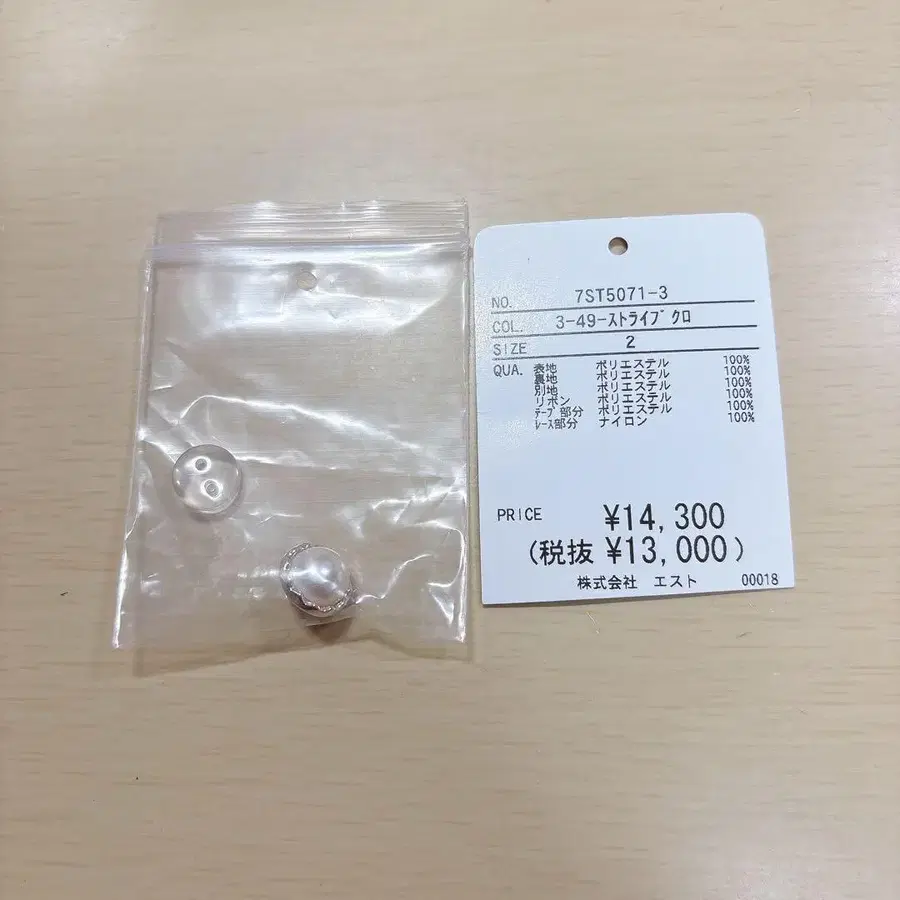 NO. 7ST5071-3
COL. 3-49-ｽﾄﾗｲﾌﾟ ｸﾛ
SIZE 2
QUA. 表地 ポリエステル 100%
裏地 ポリエステル 100%
別地 ポリエステル 100%
リボン ポリエステル 100%
ﾃｰﾌﾟ部分 ポリエステル 100%
ﾚｰｽ部分 ナイロン 100%
PRICE ¥14,300
(税抜 ¥13,000)
株式会社 エスト 00018